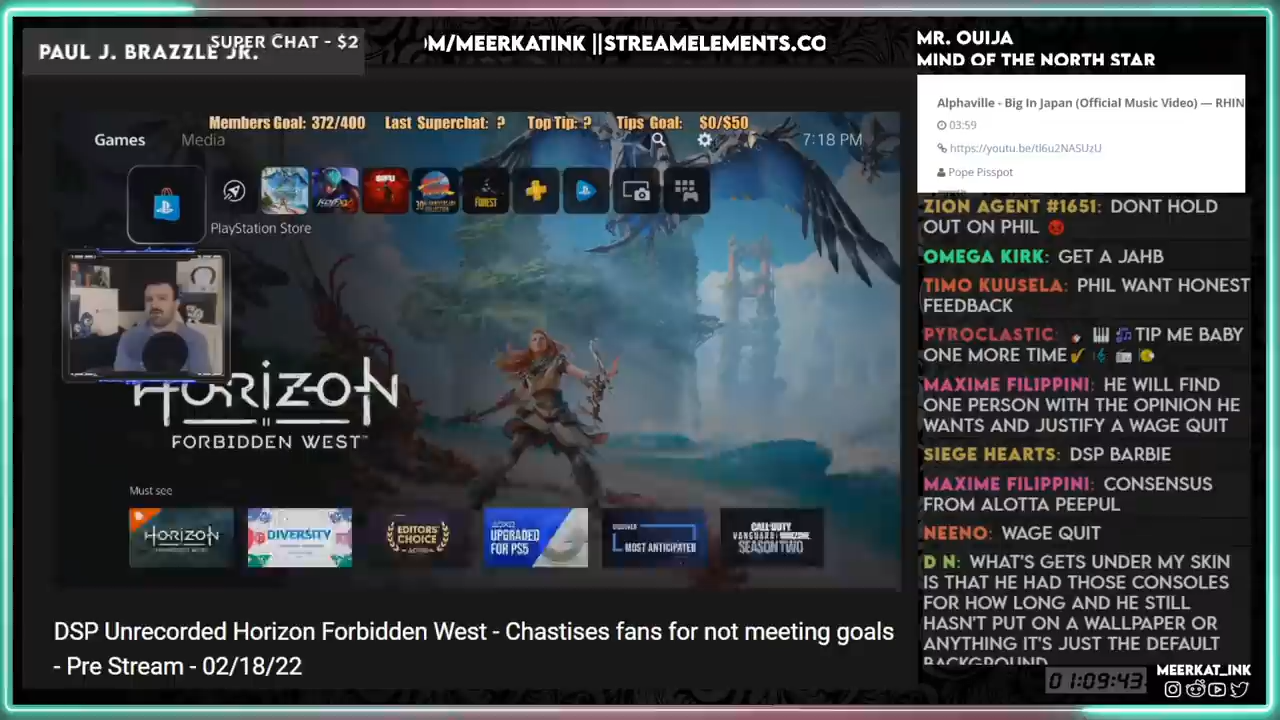 PAUL J. BRAZZLE JR.
SUPER CHAT - $2
M/MEERKATINK ||STREAMELEMENTS.CO
MR. OUIJA
MIND OF THE NORTH STAR
Alphaville - Big In Japan (Official Music Video) — RHIN
03:59
https://youtu.be/tl6u2NASUzU
Pope Pisspot
Members Goal: 372/400 Last Superchat: ? Top Tip: ? Tips Goal: $0/$50
Games Media 7:18 PM
SIFU
FOREST
PlayStation Store
HORIZON
FORBIDDEN WEST
Must see
HORIZON
DIVERSITY
EDITORS' CHOICE
UPGRADED
FOR PS5
DISCOVER
MOST ANTICIPATED
CALL OF DUTY
VANGUARD
SEASON TWO
DSP Unrecorded Horizon Forbidden West - Chastises fans for not meeting goals
- Pre Stream - 02/18/22
ZION AGENT #1651: DONT HOLD
OUT ON PHIL
OMEGA KIRK: GET A JAHB
TIMO KUUSELA: PHIL WANT HONEST
FEEDBACK
PYROCLASTIC: TIP ME BABY
ONE MORE TIME
MAXIME FILIPPINI: HE WILL FIND
ONE PERSON WITH THE OPINION HE
WANTS AND JUSTIFY A WAGE QUIT
SIEGE HEARTS: DSP BARBIE
MAXIME FILIPPINI: CONSENSUS
FROM ALOTTA PEEPUL
NEENO: WAGE QUIT
D N: WHAT'S GETS UNDER MY SKIN
IS THAT HE HAD THOSE CONSOLES
FOR HOW LONG AND HE STILL
HASN'T PUT ON A WALLPAPER OR
ANYTHING IT'S JUST THE DEFAULT
BACKGROUND
01:09:43
MEERKAT_INK